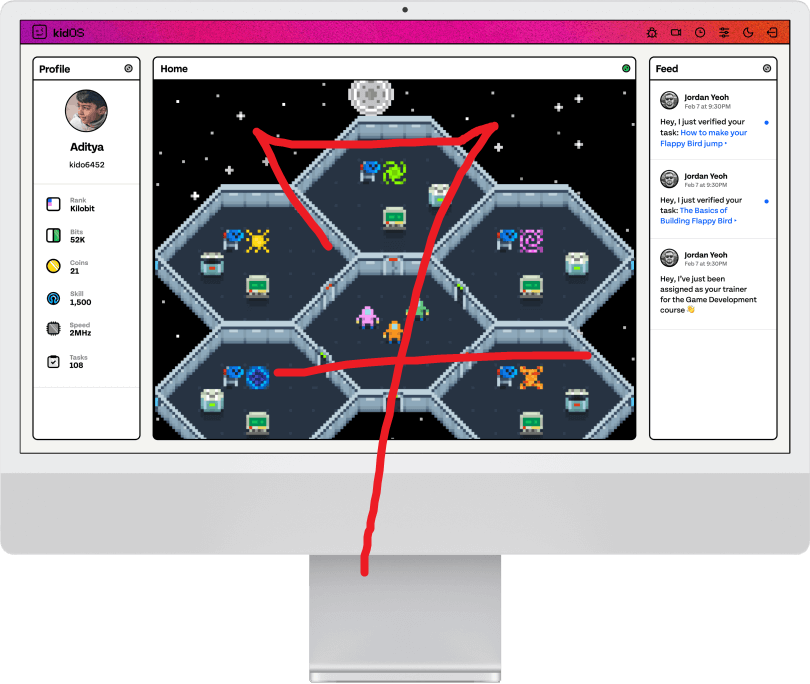 kidOS
Profile
Aditya
kido6452
Rank
Kilobit
Bits
52K
Coins
21
Skill
1,500
Speed
2MHz
Tasks
108
Home
7
Feed
Jordan Yeoh
Feb 7 at 9:30PM
Hey, I just verified your
task: How to make your
Flappy Bird jump
Jordan Yeoh
Feb 7 at 9:30PM
Hey, I just verified your
task: The Basics of
Building Flappy Bird
Jordan Yeoh
Feb 7 at 9:30PM
Hey, I've just been
assigned as your trainer
for the Game Development
course 👋